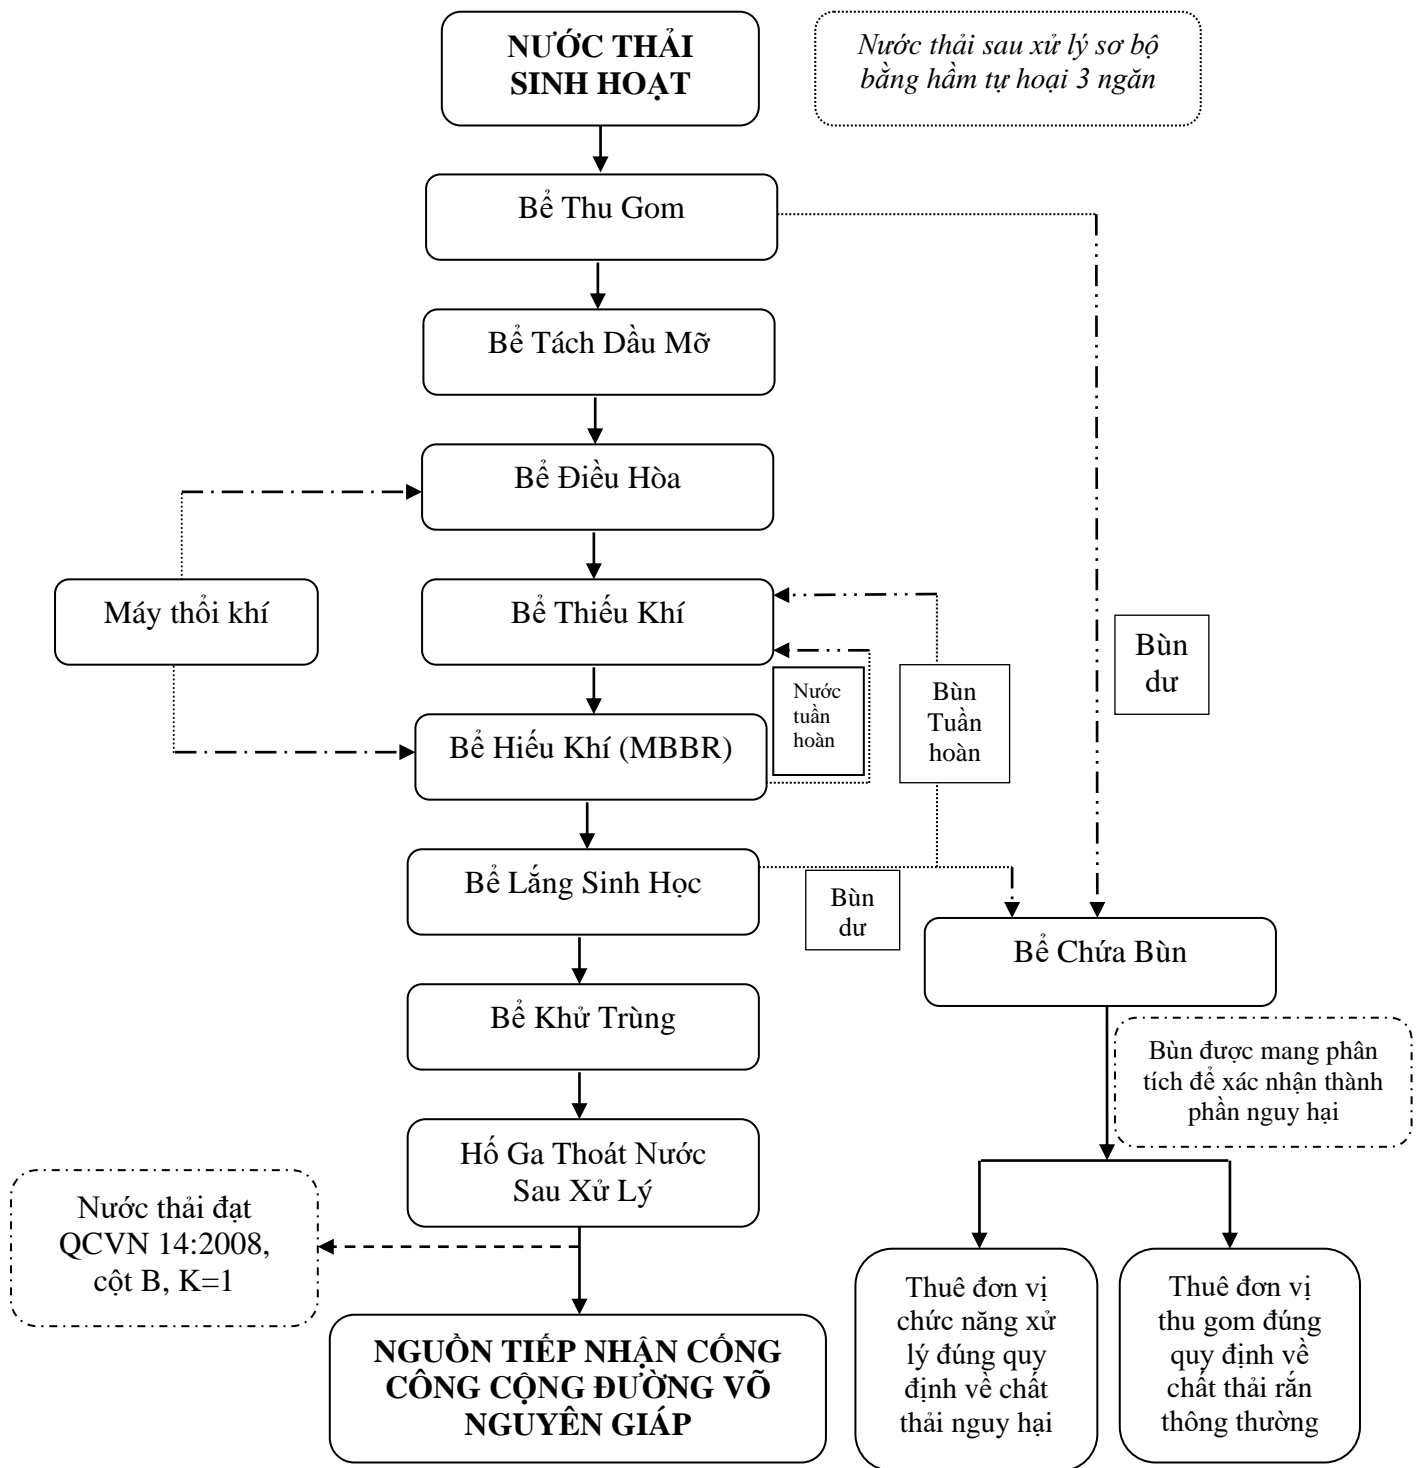 NƯỚC THẢI
SINH HOẠT
Nước thải sau xử lý sơ bộ
bằng hầm tự hoại 3 ngăn
Bể Thu Gom
Bể Tách Dầu Mỡ
Bể Điều Hòa
Máy thổi khí
Bể Thiếu Khí
Bùn
dư
Nước
tuần
hoàn
Bùn
Tuần
hoàn
Bể Hiếu Khí (MBBR)
Bể Lắng Sinh Học
Bùn
dư
Bể Chứa Bùn
Bể Khử Trùng
Bùn được mang phân
tích để xác nhận thành
phần nguy hại
Hố Ga Thoát Nước
Sau Xử Lý
Nước thải đạt
QCVN 14:2008,
cột B, K=1
NGUỒN TIẾP NHẬN CỐNG
CÔNG CỘNG ĐƯỜNG VÕ
NGUYÊN GIÁP
Thuê đơn vị
chức năng xử
lý đúng quy
định về chất
thải nguy hại
Thuê đơn vị
thu gom đúng
quy định về
chất thải rắn
thông thường